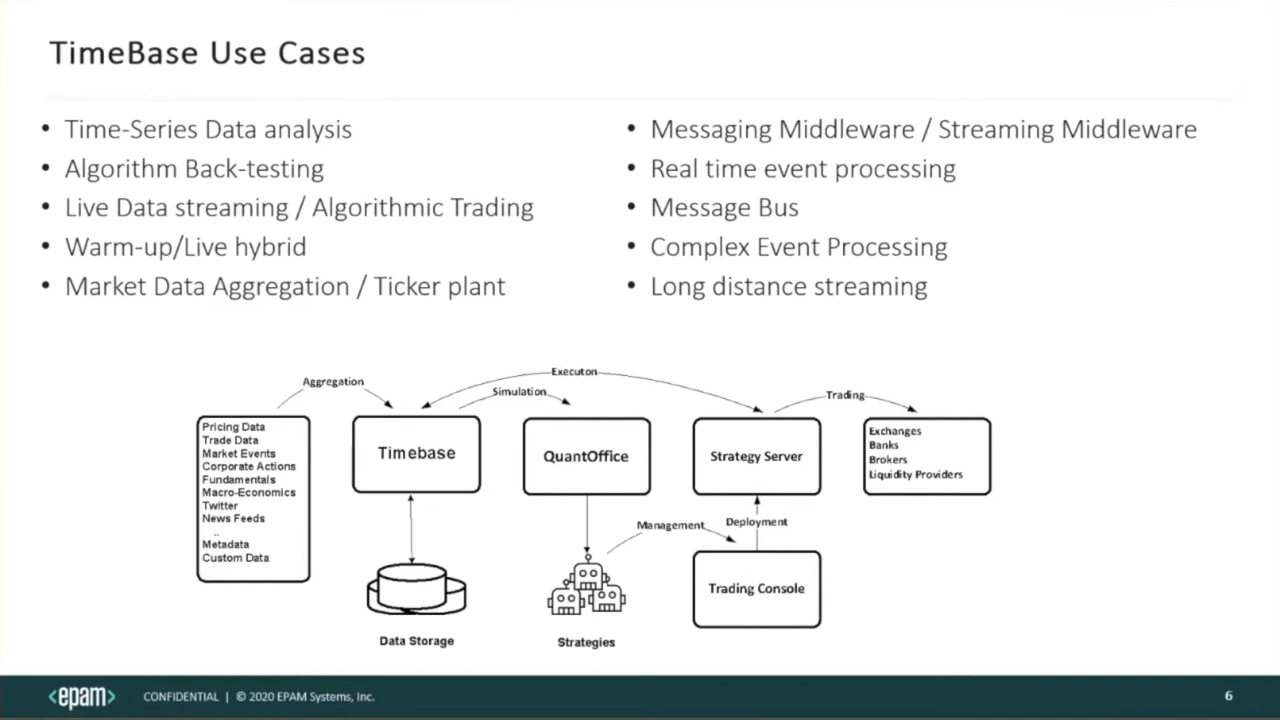 TimeBase Use Cases
• Time-Series Data analysis
• Algorithm Back-testing
• Live Data streaming / Algorithmic Trading
• Warm-up/Live hybrid
• Market Data Aggregation / Ticker plant
• Messaging Middleware / Streaming Middleware
• Real time event processing
• Message Bus
• Complex Event Processing
• Long distance streaming
Aggregation
Executon
Simulation
Trading
Pricing Data
Trade Data
Market Events
Corporate Actions
Fundamentals
Macro-Economics
Twitter
News Feeds
..
Metadata
Custom Data
Timebase
QuantOffice
Strategy Server
Exchanges
Banks
Brokers
Liquidity Providers
Management
Deployment
Trading Console
Data Storage
Strategies
<epam> CONFIDENTIAL | © 2020 EPAM Systems, Inc.
6